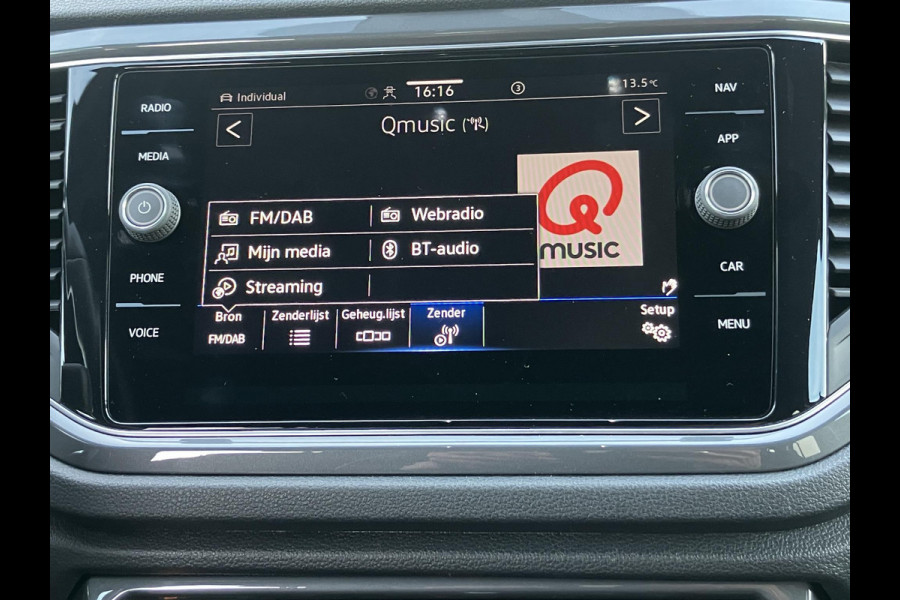 RADIO
MEDIA
PHONE
VOICE
Individual
16:16
3
13.5°C
<
Qmusic
>
FM/DAB
Webradio
Mijn media
BT-audio
Streaming
MUSIC
Bron
FM/DAB
Zenderlijst
Geheug.lijst
Zender
Setup
NAV
APP
CAR
MENU